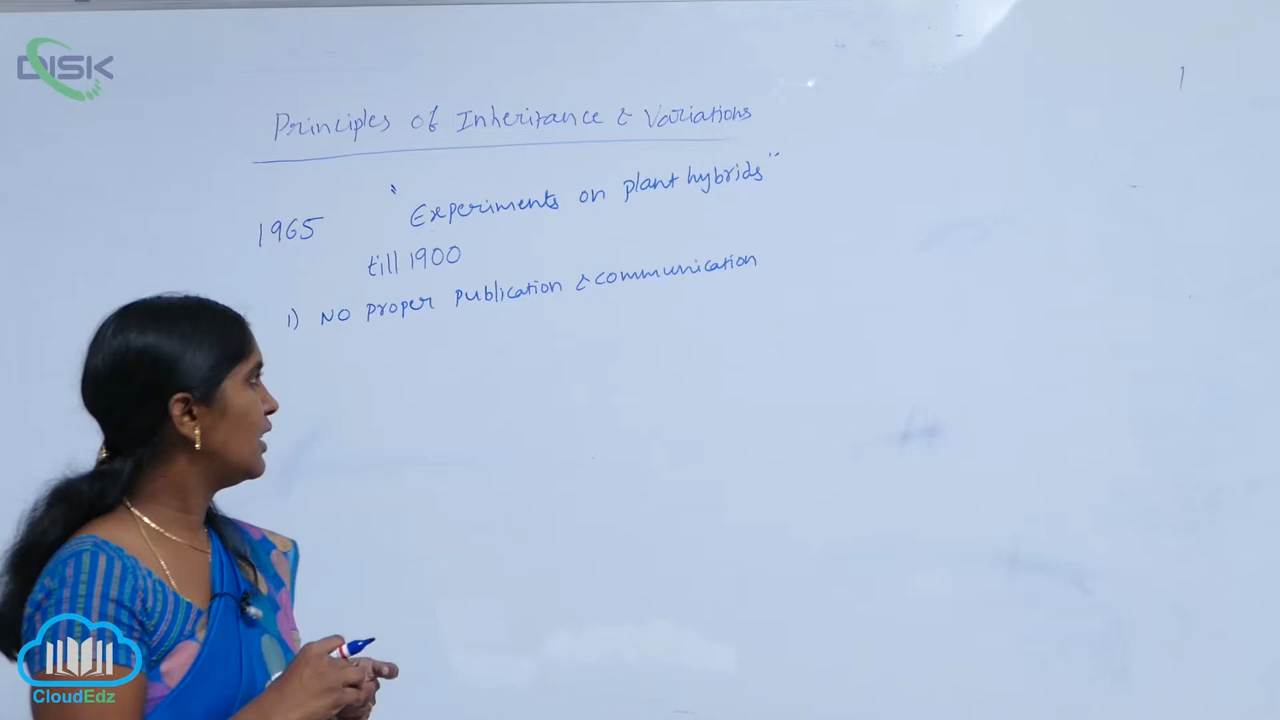 DISK
Principles of Inheritance & Variations
1965 "Experiments on plant hybrids"
till 1900
1) No proper publication & communication
CloudEdz